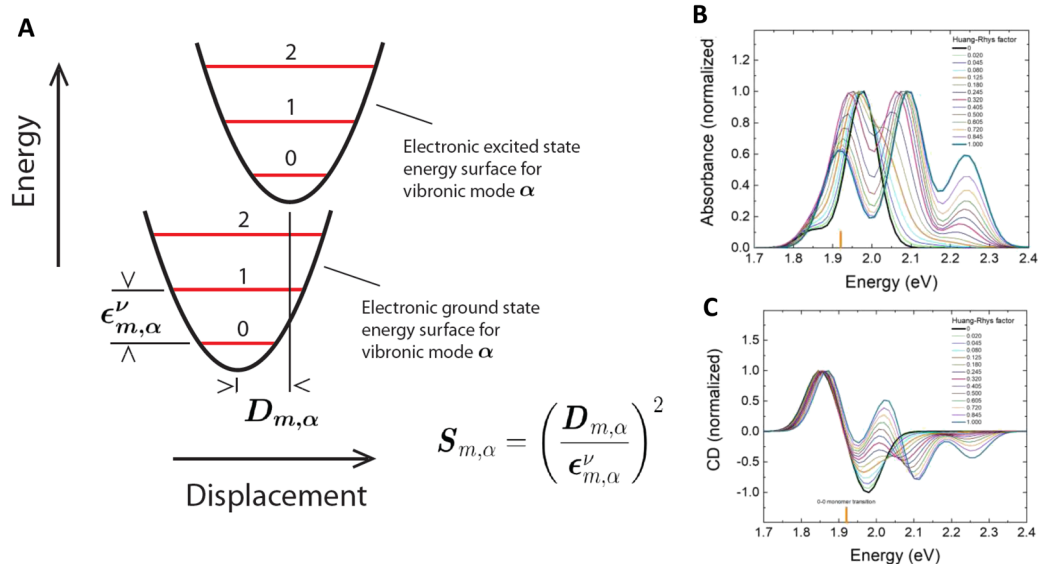 A
Energy
2
1
0
Electronic excited state
energy surface for
vibronic mode α
2
1
0
Electronic ground state
energy surface for
vibronic mode α
ϵ^ν_{m,α}
D_{m,α}
S_{m,α} = (D_{m,α} / ϵ^ν_{m,α})^2
Displacement
B
Absorbance (normalized)
1.4
1.2
1.0
0.8
0.6
0.4
0.2
0.0
Huang-Rhys factor
0
0.020
0.045
0.080
0.125
0.180
0.245
0.320
0.405
0.500
0.605
0.720
0.845
1.000
1.7 1.8 1.9 2.0 2.1 2.2 2.3 2.4
Energy (eV)
C
CD (normalized)
1.5
1.0
0.5
0.0
-0.5
-1.0
Huang-Rhys factor
0
0.020
0.045
0.080
0.125
0.180
0.245
0.320
0.405
0.500
0.605
0.720
0.845
1.000
0-0 monomer transition
1.7 1.8 1.9 2.0 2.1 2.2 2.3 2.4
Energy (eV)